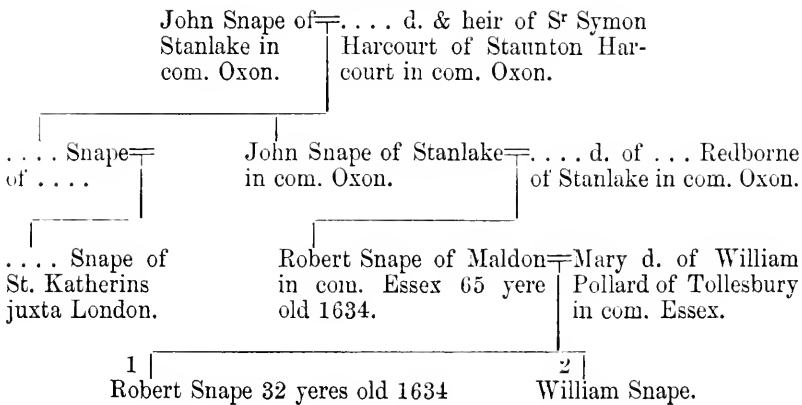 John Snape of
Stanlake in
com. Oxon.
. . . . d. & heir of Sʳ Symon
Harcourt of Staunton Har-
court in com. Oxon.
. . . . Snape
of . . . .
John Snape of Stanlake
in com. Oxon.
. . . . d. of . . . Redborne
of Stanlake in com. Oxon.
. . . . Snape of
St. Katherins
juxta London.
Robert Snape of Maldon
in com. Essex 65 yere
old 1634.
Mary d. of William
Pollard of Tollesbury
in com. Essex.
1
Robert Snape 32 yeres old 1634
2
William Snape.